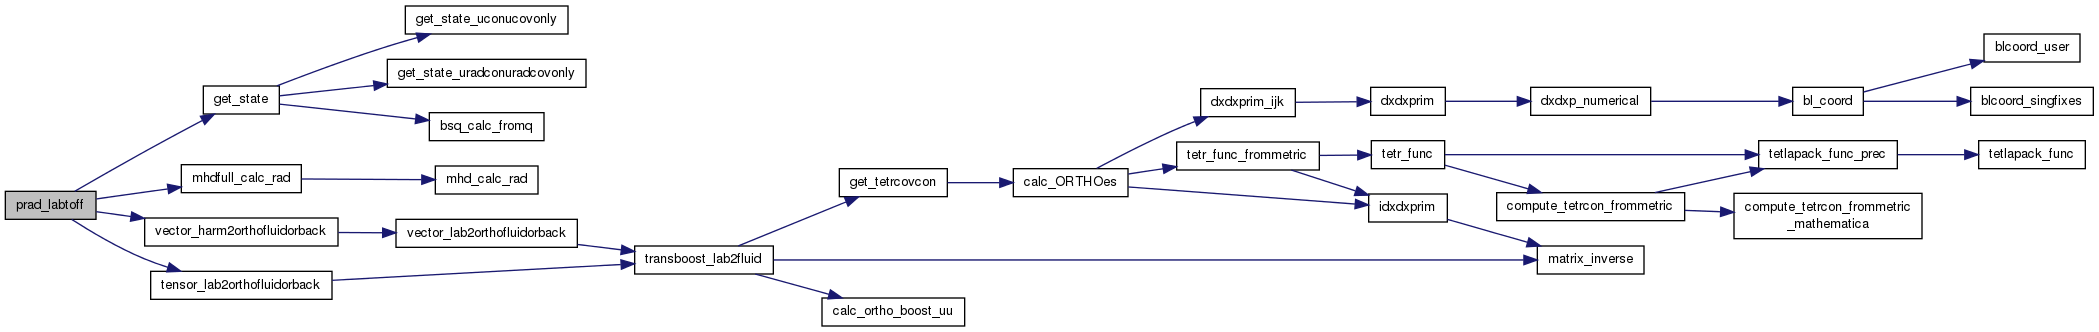 prad_labtoff
get_state
get_state_uconucovonly
get_state_uradconuradcovonly
bsq_calc_fromq
mhdfull_calc_rad
mhd_calc_rad
vector_harm2orthofluidorback
vector_lab2orthofluidorback
tensor_lab2orthofluidorback
transboost_lab2fluid
get_tetrcovcon
calc_ortho_boost_uu
calc_ORTHOes
dxdxprim_ijk
tetr_func_frommetric
dxdxprim
tetr_func
idxdxprim
dxdxp_numerical
compute_tetrcon_frommetric
matrix_inverse
bl_coord
tetlapack_func_prec
compute_tetrcon_frommetric
_mathematica
blcoord_user
blcoord_singfixes
tetlapack_func